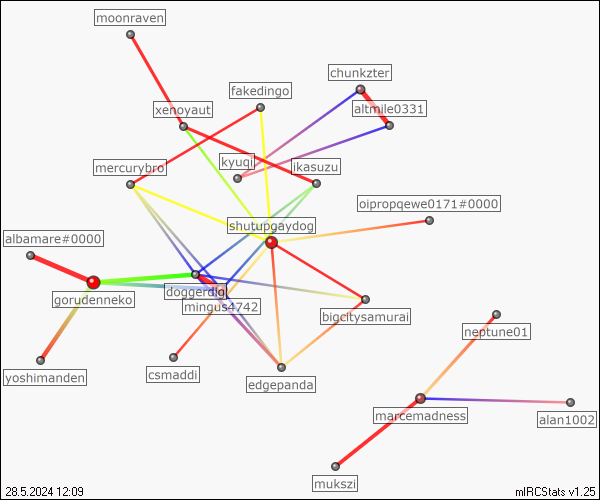 moonraven
chunkzter
fakedingo
xenoyaut
altmile0331
kyuqi
ikasuzu
mercurybro
oipropqewe0171#0000
shutupgaydog
albamare#0000
doggerdig
gorudenneko
mingus4742
bigcitysamurai
neptune01
csmaddi
yoshimanden
edgepanda
marcemadness
alan1002
mukszi
28.5.2024 12:09
mIRCStats v1.25